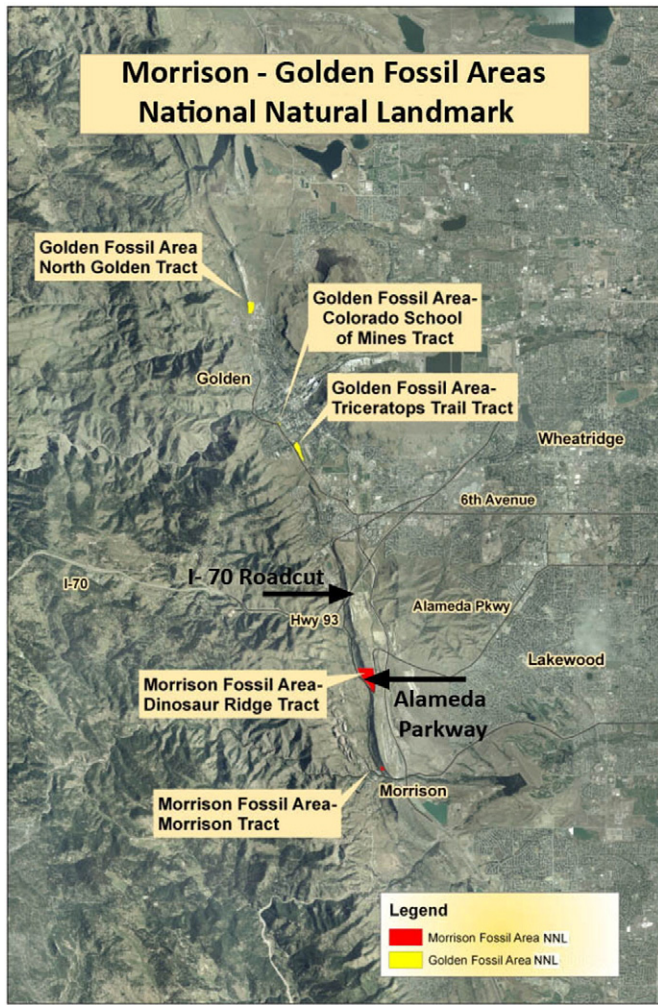 Morrison - Golden Fossil Areas
National Natural Landmark
Golden Fossil Area
North Golden Tract
Golden Fossil Area-
Colorado School
of Mines Tract
Golden
Golden Fossil Area-
Triceratops Trail Tract
Wheatridge
6th Avenue
I-70
I- 70 Roadcut
Hwy 93
Alameda Pkwy
Lakewood
Morrison Fossil Area-
Dinosaur Ridge Tract
Alameda
Parkway
Morrison
Morrison Fossil Area-
Morrison Tract
Legend
Morrison Fossil Area NNL
Golden Fossil Area NNL